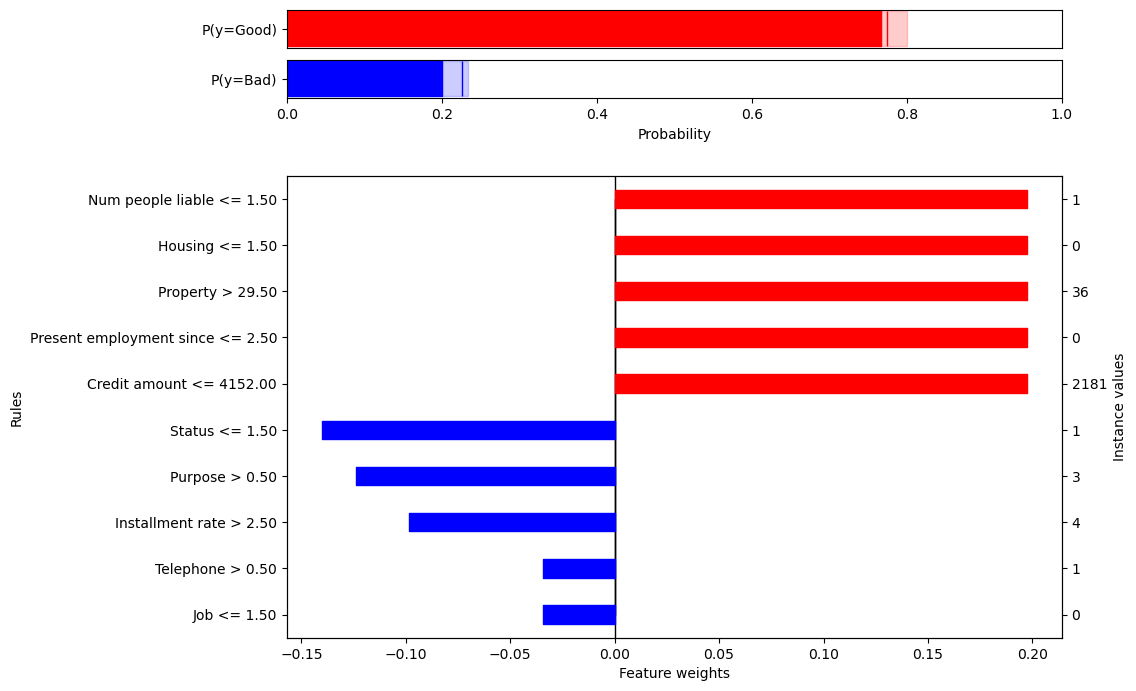 P(y=Good)
P(y=Bad)
0.0 0.2 0.4 0.6 0.8 1.0
Probability
Num people liable <= 1.50 1
Housing <= 1.50 0
Property > 29.50 36
Present employment since <= 2.50 0
Credit amount <= 4152.00 2181
Status <= 1.50 1
Purpose > 0.50 3
Installment rate > 2.50 4
Telephone > 0.50 1
Job <= 1.50 0
Rules
Instance values
−0.15 −0.10 −0.05 0.00 0.05 0.10 0.15 0.20
Feature weights